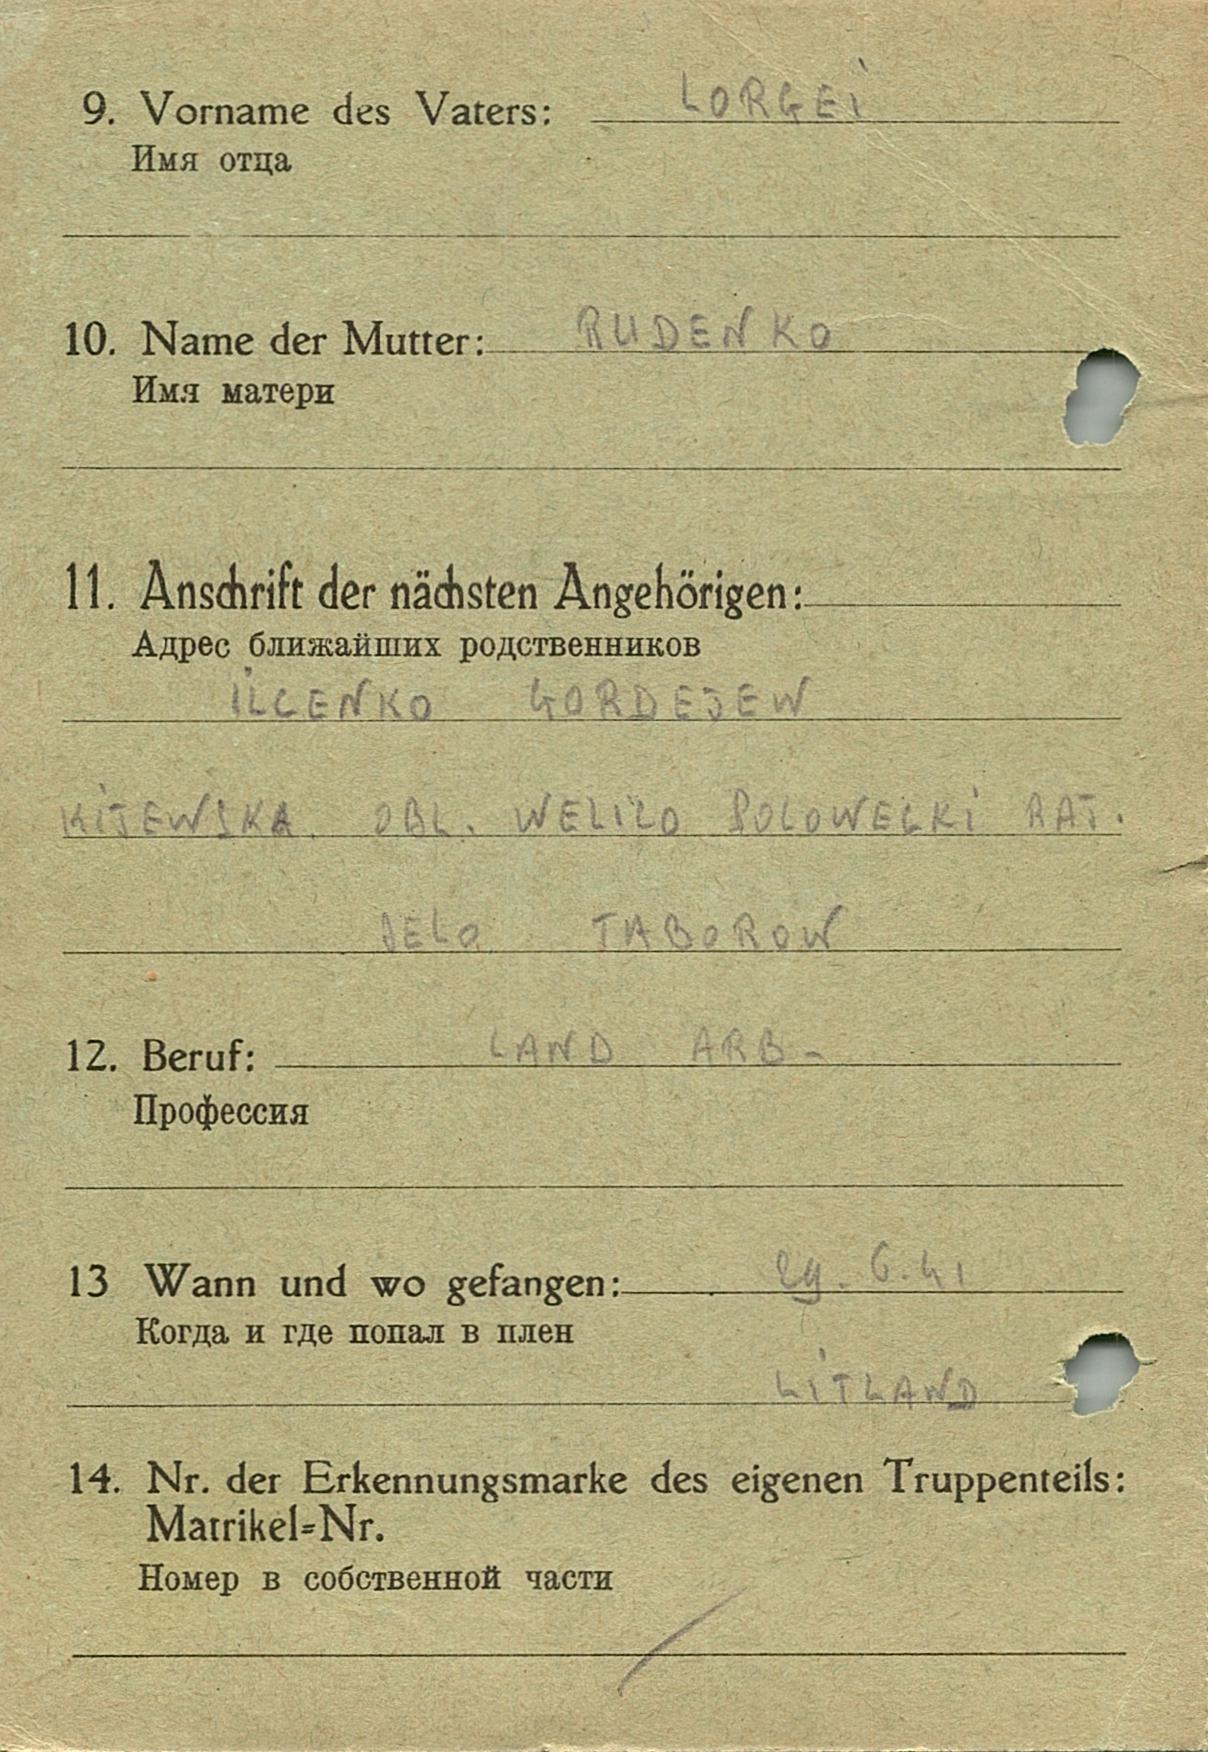 9. Vorname des Vaters: LORGEI
Имя отца
10. Name der Mutter: RUDENKO
Имя матери
11. Anschrift der nächsten Angehörigen:
Адрес ближайших родственников
ILCENKO GORDEJEW
KIJEWSKA. OBL. WELILO POLOWECKI RAJ.
SELO TABOROW
12. Beruf: LAND ARB-
Профессия
13 Wann und wo gefangen: 29. 6. 41
Когда и где попал в плен
LITLAND
14. Nr. der Erkennungsmarke des eigenen Truppenteils:
Matrikel=Nr.
Номер в собственной части